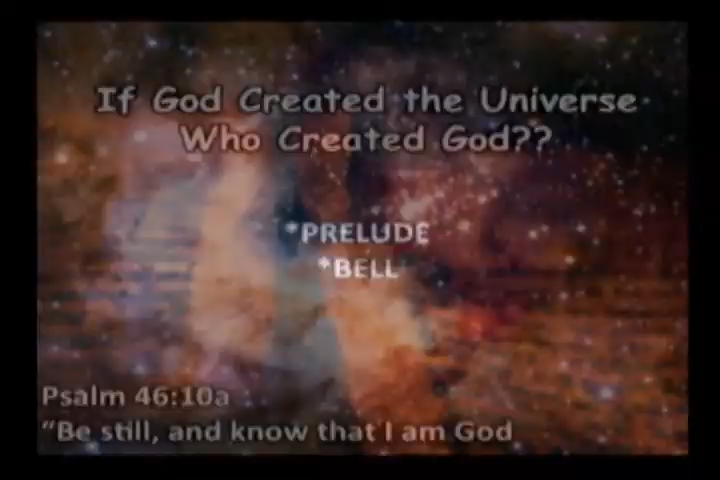 If God Created the Universe
Who Created God??
*PRELUDE
*BELL
Psalm 46:10a
“Be still, and know that I am God